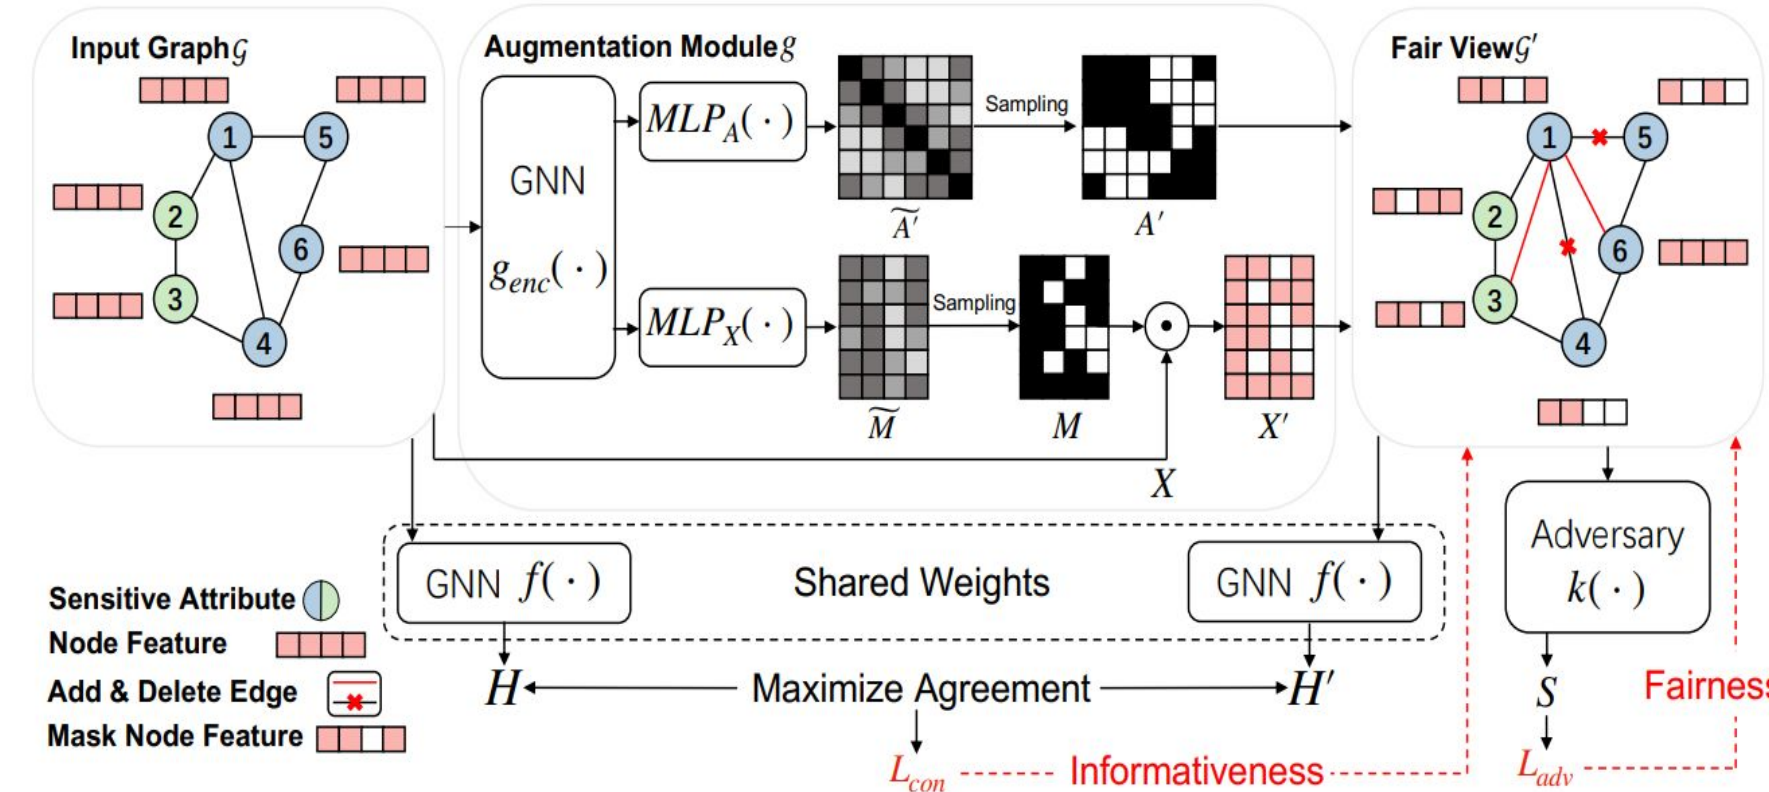 Input Graph 𝒢
Augmentation Module g
Fair View 𝒢′
1
5
2
6
3
4
GNN
g_enc(·)
MLP_A(·)
Ã′
Sampling
A′
MLP_X(·)
M̃
Sampling
M
X′
X
1
5
2
6
3
4
GNN f(·)
Shared Weights
GNN f(·)
Adversary
k(·)
Sensitive Attribute
Node Feature
Add & Delete Edge
Mask Node Feature
H
Maximize Agreement
H′
S
Fairness
L_con
Informativeness
L_adv